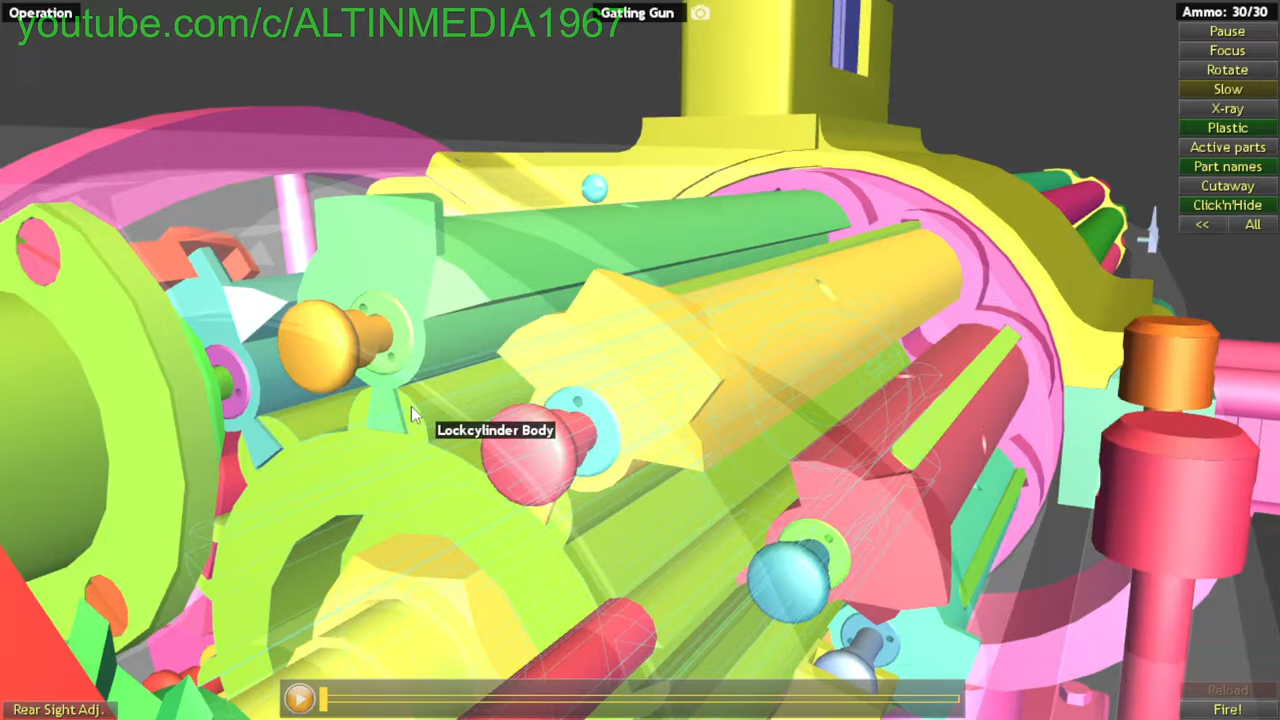 Operation
youtube.com/c/ALTINMEDIA1967
Gatling Gun
Ammo: 30/30
Pause
Focus
Rotate
Slow
X-ray
Plastic
Active parts
Part names
Cutaway
Click'n'Hide
<< All
Lockcylinder Body
Rear Sight Adj.
Reload
Fire!